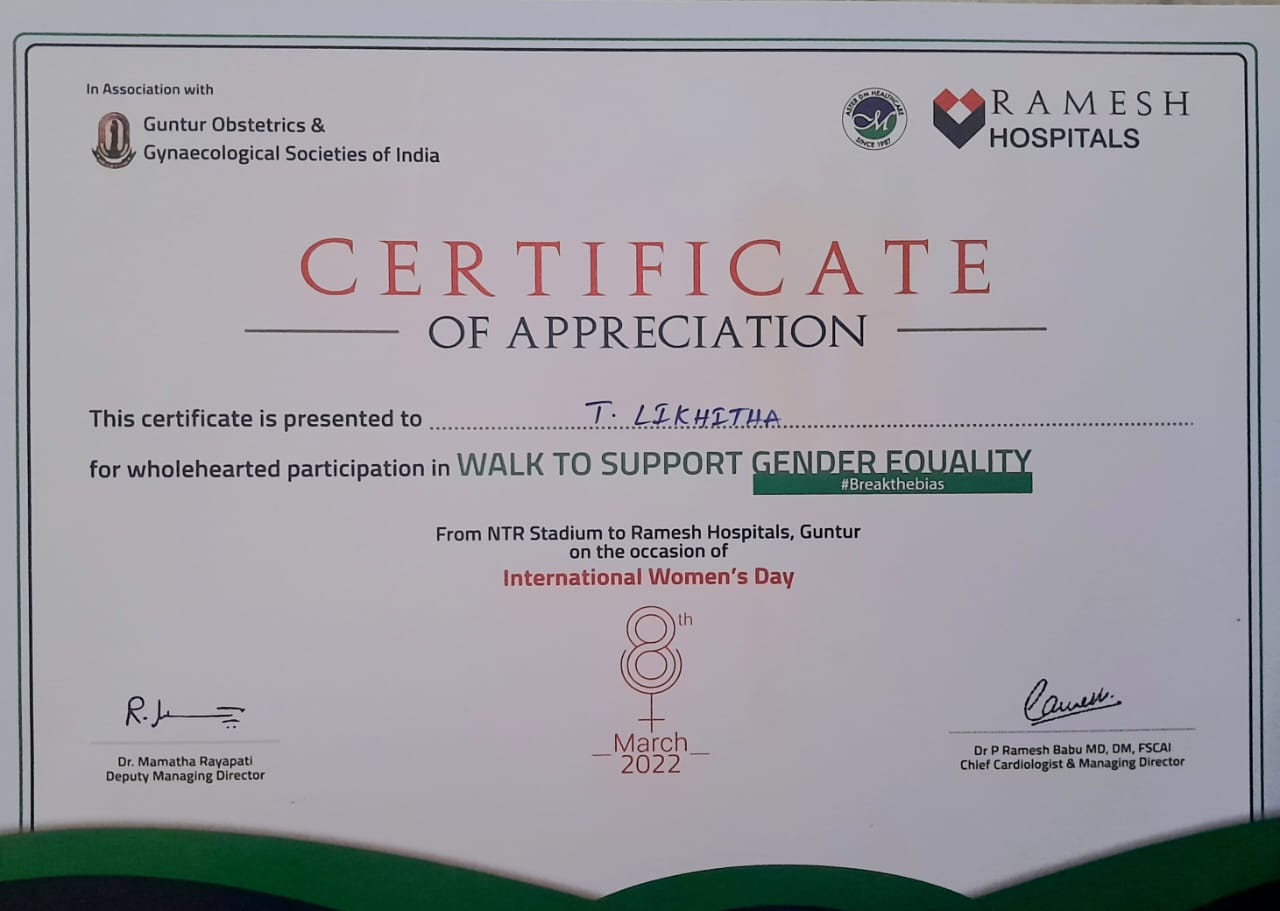 In Association with
Guntur Obstetrics &
Gynaecological Societies of India
ASTER DM HEALTHCARE
SINCE 1987
RAMESH
HOSPITALS
CERTIFICATE
OF APPRECIATION
This certificate is presented to T. LIKHITHA
for wholehearted participation in WALK TO SUPPORT GENDER EQUALITY
#Breakthebias
From NTR Stadium to Ramesh Hospitals, Guntur
on the occasion of
International Women's Day
8th
March
2022
Dr. Mamatha Rayapati
Deputy Managing Director
Dr P Ramesh Babu MD, DM, FSCAI
Chief Cardiologist & Managing Director